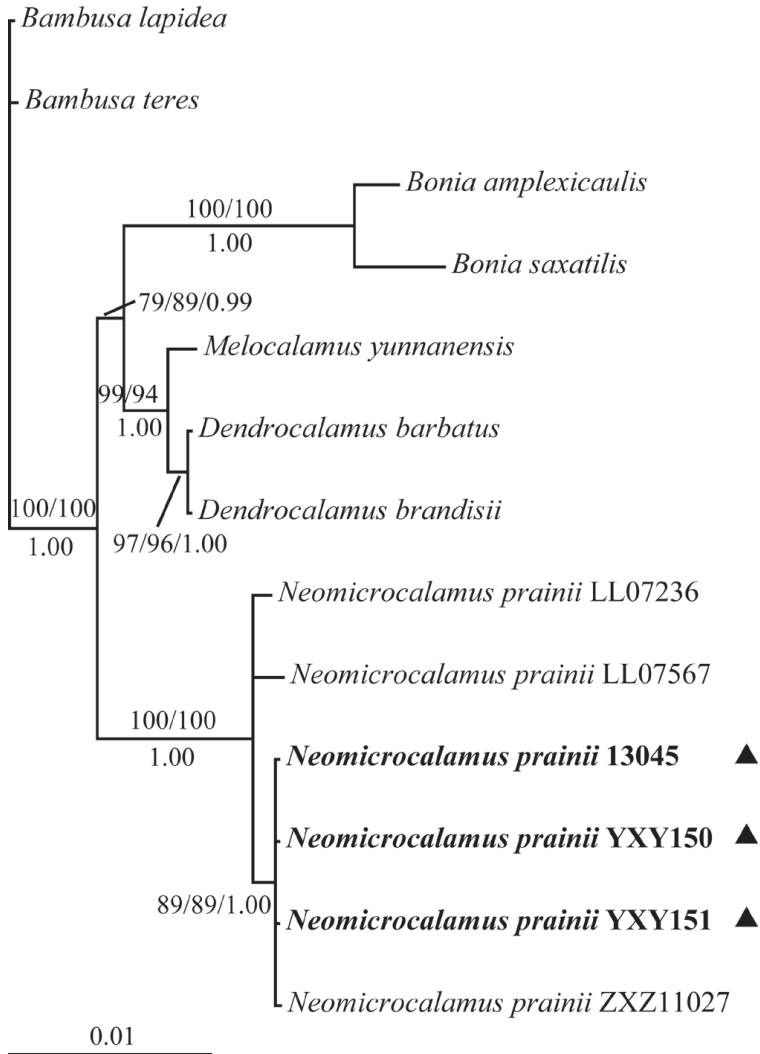 Bambusa lapidea
Bambusa teres
Bonia amplexicaulis
100/100
1.00
Bonia saxatilis
79/89/0.99
Melocalamus yunnanensis
99/94
1.00
Dendrocalamus barbatus
100/100
1.00
Dendrocalamus brandisii
97/96/1.00
Neomicrocalamus prainii LL07236
Neomicrocalamus prainii LL07567
100/100
1.00
Neomicrocalamus prainii 13045 ▲
Neomicrocalamus prainii YXY150 ▲
89/89/1.00
Neomicrocalamus prainii YXY151 ▲
Neomicrocalamus prainii ZXZ11027
0.01